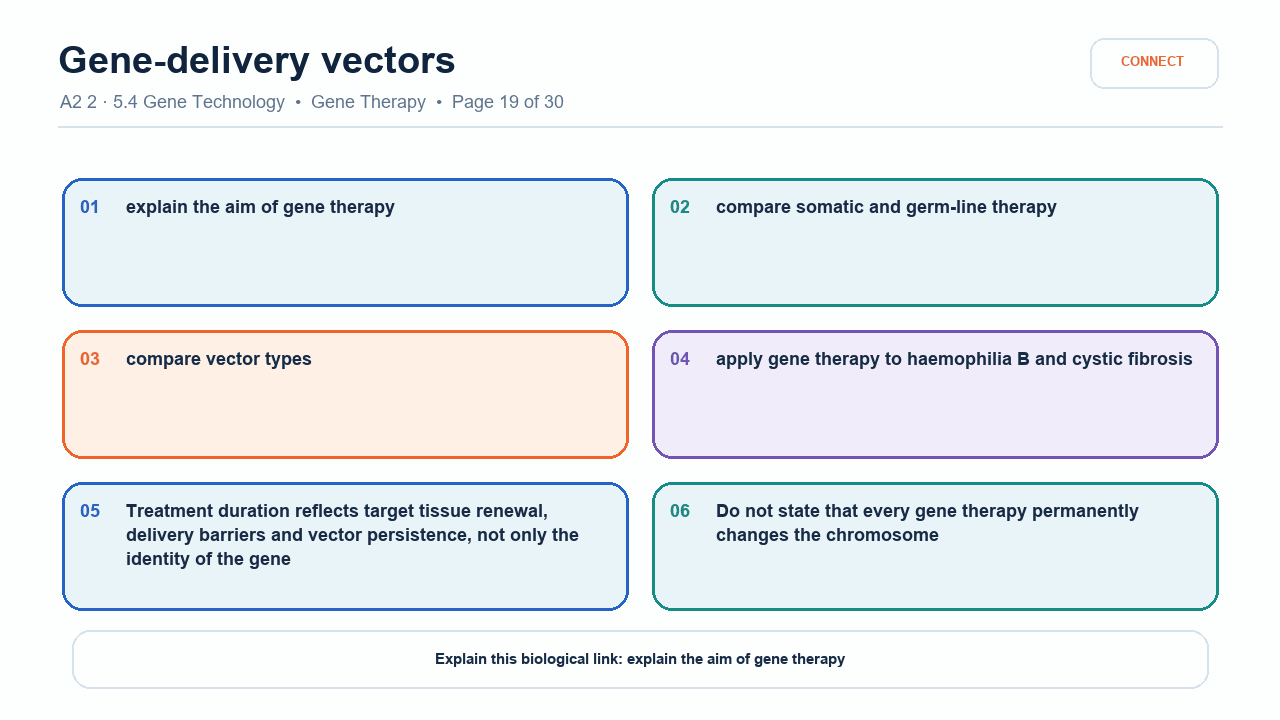 Gene-delivery vectors
CONNECT
A2 2 · 5.4 Gene Technology • Gene Therapy • Page 19 of 30
01 explain the aim of gene therapy
02 compare somatic and germ-line therapy
03 compare vector types
04 apply gene therapy to haemophilia B and cystic fibrosis
05 Treatment duration reflects target tissue renewal,
delivery barriers and vector persistence, not only the
identity of the gene
06 Do not state that every gene therapy permanently
changes the chromosome
Explain this biological link: explain the aim of gene therapy